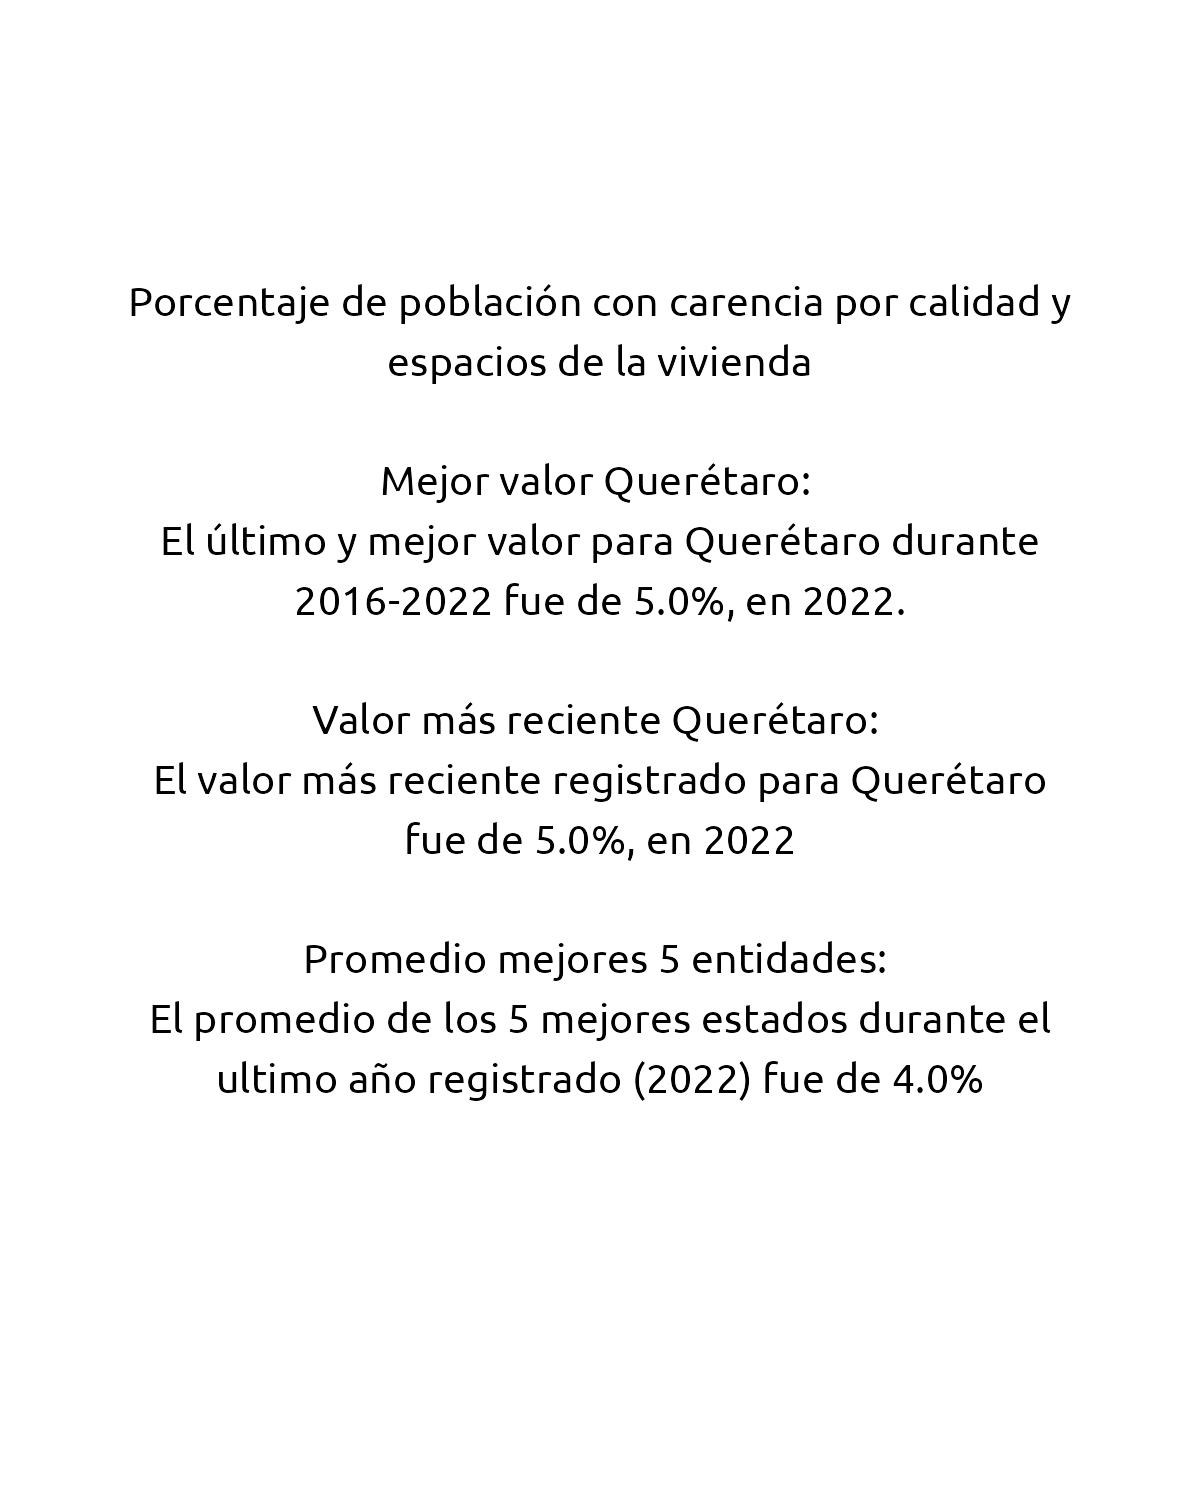 Porcentaje de población con carencia por calidad y
espacios de la vivienda
Mejor valor Querétaro:
El último y mejor valor para Querétaro durante
2016-2022 fue de 5.0%, en 2022.
Valor más reciente Querétaro:
El valor más reciente registrado para Querétaro
fue de 5.0%, en 2022
Promedio mejores 5 entidades:
El promedio de los 5 mejores estados durante el
ultimo año registrado (2022) fue de 4.0%